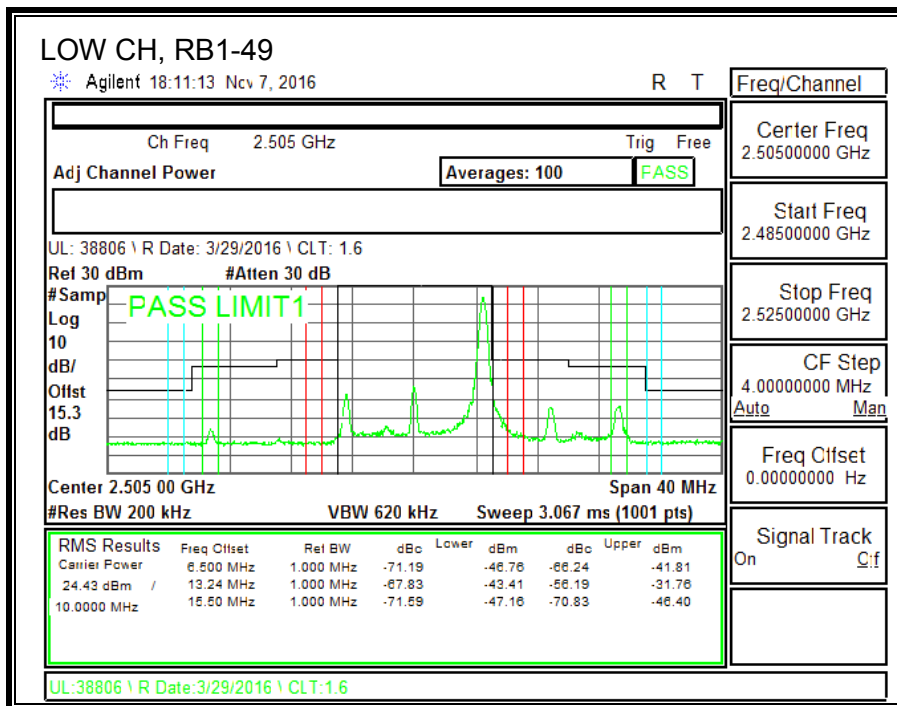 LOW CH, RB1-49
Agilent 18:11:13 Nov 7, 2016 R T
Freq/Channel
Ch Freq 2.505 GHz Trig Free
Adj Channel Power Averages: 100 PASS
UL: 38806 \ R Date: 3/29/2016 \ CLT: 1.6
Ref 30 dBm #Atten 30 dB
#Samp
Log
10
dB/
Offst
15.3
dB
PASS LIMIT1
Center 2.505 00 GHz Span 40 MHz
#Res BW 200 kHz VBW 620 kHz Sweep 3.067 ms (1001 pts)
RMS Results Freq Offset Ref BW dBc Lower dBm dBc Upper dBm
Carrier Power 6.500 MHz 1.000 MHz -71.19 -46.76 -66.24 -41.81
24.43 dBm / 13.24 MHz 1.000 MHz -67.83 -43.41 -56.19 -31.76
10.0000 MHz 15.50 MHz 1.000 MHz -71.59 -47.16 -70.83 -46.40
UL:38806 \ R Date:3/29/2016 \ CLT:1.6
Center Freq
2.50500000 GHz
Start Freq
2.48500000 GHz
Stop Freq
2.52500000 GHz
CF Step
4.00000000 MHz
Auto Man
Freq Offset
0.00000000 Hz
Signal Track
On Off